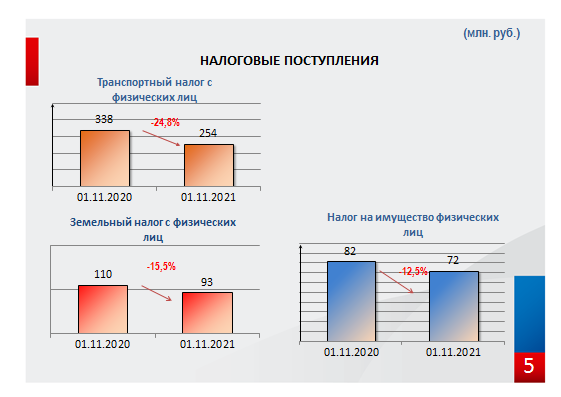 (млн. руб.)
НАЛОГОВЫЕ ПОСТУПЛЕНИЯ
Транспортный налог с
физических лиц
338
-24,8%
254
01.11.2020
01.11.2021
Земельный налог с физических
лиц
110
-15,5%
93
01.11.2020
01.11.2021
Налог на имущество физических
лиц
82
-12,5%
72
01.11.2020
01.11.2021
5